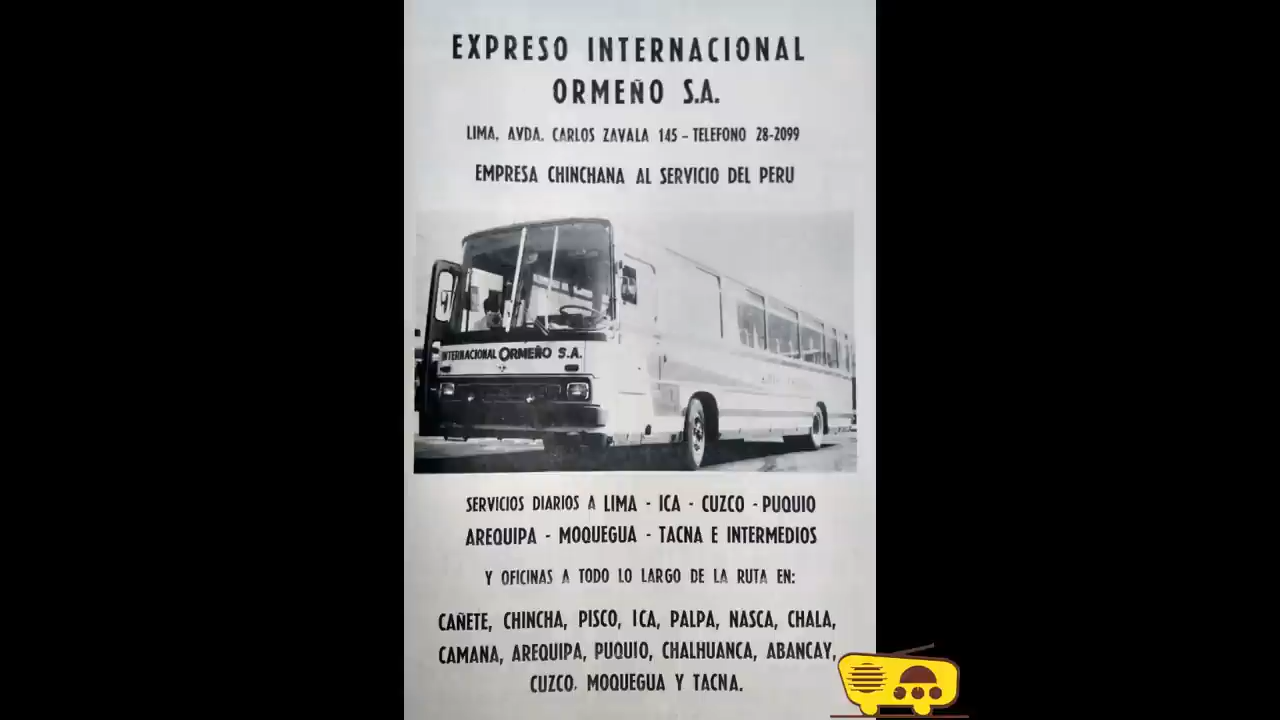 EXPRESO INTERNACIONAL
ORMEÑO S.A.
LIMA, AVDA. CARLOS ZAVALA 145 - TELEFONO 28-2099
EMPRESA CHINCHANA AL SERVICIO DEL PERU
INTERNACIONAL ORMEÑO S.A.
SERVICIOS DIARIOS A LIMA - ICA - CUZCO - PUQUIO
AREQUIPA - MOQUEGUA - TACNA E INTERMEDIOS
Y OFICINAS A TODO LO LARGO DE LA RUTA EN:
CAÑETE, CHINCHA, PISCO, ICA, PALPA, NASCA, CHALA,
CAMANA, AREQUIPA, PUQUIO, CHALHUANCA, ABANCAY,
CUZCO, MOQUEGUA Y TACNA.